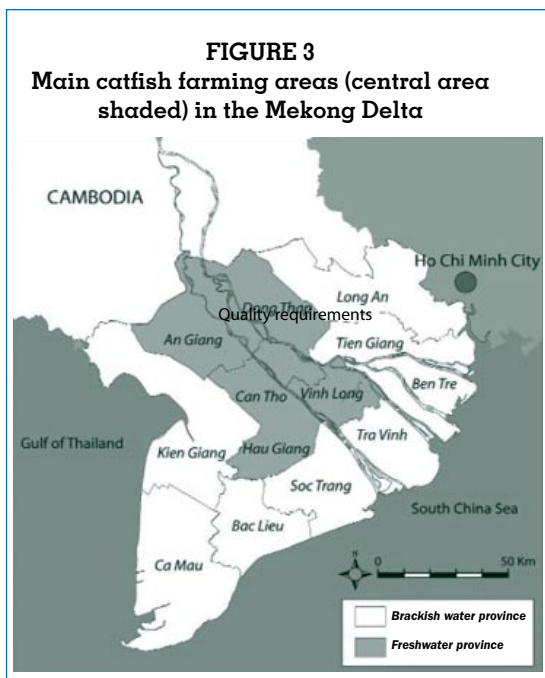 FIGURE 3
Main catfish farming areas (central area
shaded) in the Mekong Delta
CAMBODIA
Ho Chi Minh City
Dong Thap
Long An
Quality requirements
An Giang
Tien Giang
Ben Tre
Can Tho
Vinh Long
Tra Vinh
Gulf of Thailand
Kien Giang
Hau Giang
Soc Trang
South China Sea
Bac Lieu
Ca Mau
N
0
50 Km
Brackish water province
Freshwater province